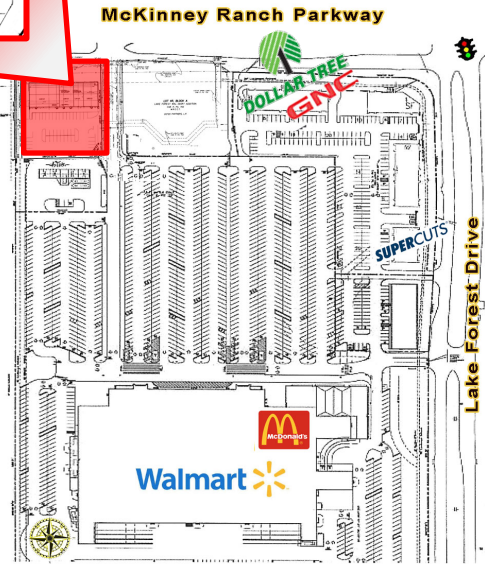 McKinney Ranch Parkway
DOLLAR TREE
GNC
SUPERCUTS
Lake Forest Drive
McDonald's
Walmart